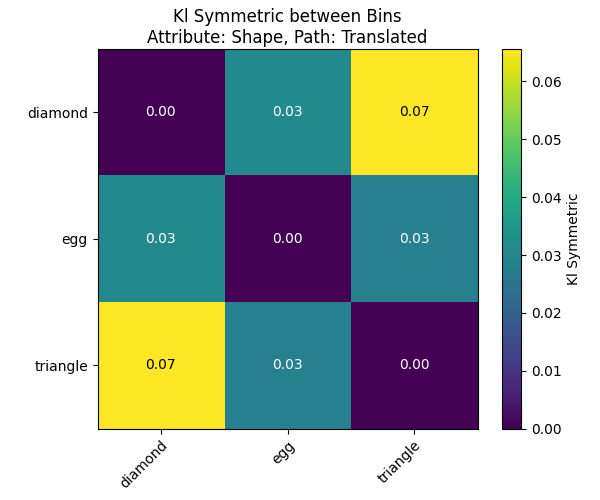 Kl Symmetric between Bins
Attribute: Shape, Path: Translated
diamond
0.00
0.03
0.07
egg
0.03
0.00
0.03
triangle
0.07
0.03
0.00
diamond
egg
triangle
0.06
0.05
0.04
0.03
0.02
0.01
0.00
Kl Symmetric